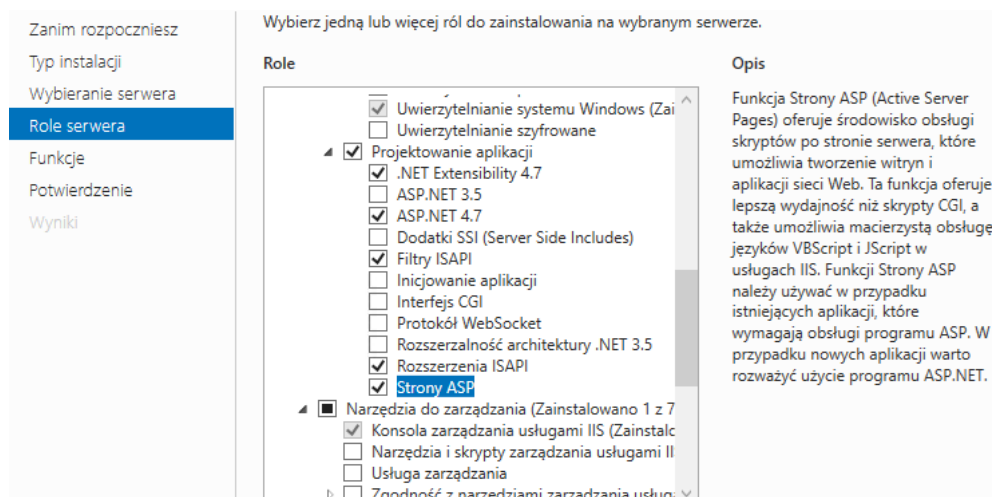 Wybierz jedną lub więcej ról do zainstalowania na wybranym serwerze.
Zanim rozpoczniesz
Typ instalacji
Wybieranie serwera
Role serwera
Funkcje
Potwierdzenie
Wyniki
Role
Uwierzytelnianie systemu Windows (Zai
Uwierzytelnianie szyfrowane
Projektowanie aplikacji
.NET Extensibility 4.7
ASP.NET 3.5
ASP.NET 4.7
Dodatki SSI (Server Side Includes)
Filtry ISAPI
Inicjowanie aplikacji
Interfejs CGI
Protokół WebSocket
Rozszerzalność architektury .NET 3.5
Rozszerzenia ISAPI
Strony ASP
Narzędzia do zarządzania (Zainstalowano 1 z 7
Konsola zarządzania usługami IIS (Zainstalc
Narzędzia i skrypty zarządzania usługami II
Usługa zarządzania
Zgodność z narzędziami zarządzania usług
Opis
Funkcja Strony ASP (Active Server
Pages) oferuje środowisko obsługi
skryptów po stronie serwera, które
umożliwia tworzenie witryn i
aplikacji sieci Web. Ta funkcja oferuje
lepszą wydajność niż skrypty CGI, a
także umożliwia macierzystą obsługę
języków VBScript i JScript w
usługach IIS. Funkcji Strony ASP
należy używać w przypadku
istniejących aplikacji, które
wymagają obsługi programu ASP. W
przypadku nowych aplikacji warto
rozważyć użycie programu ASP.NET.